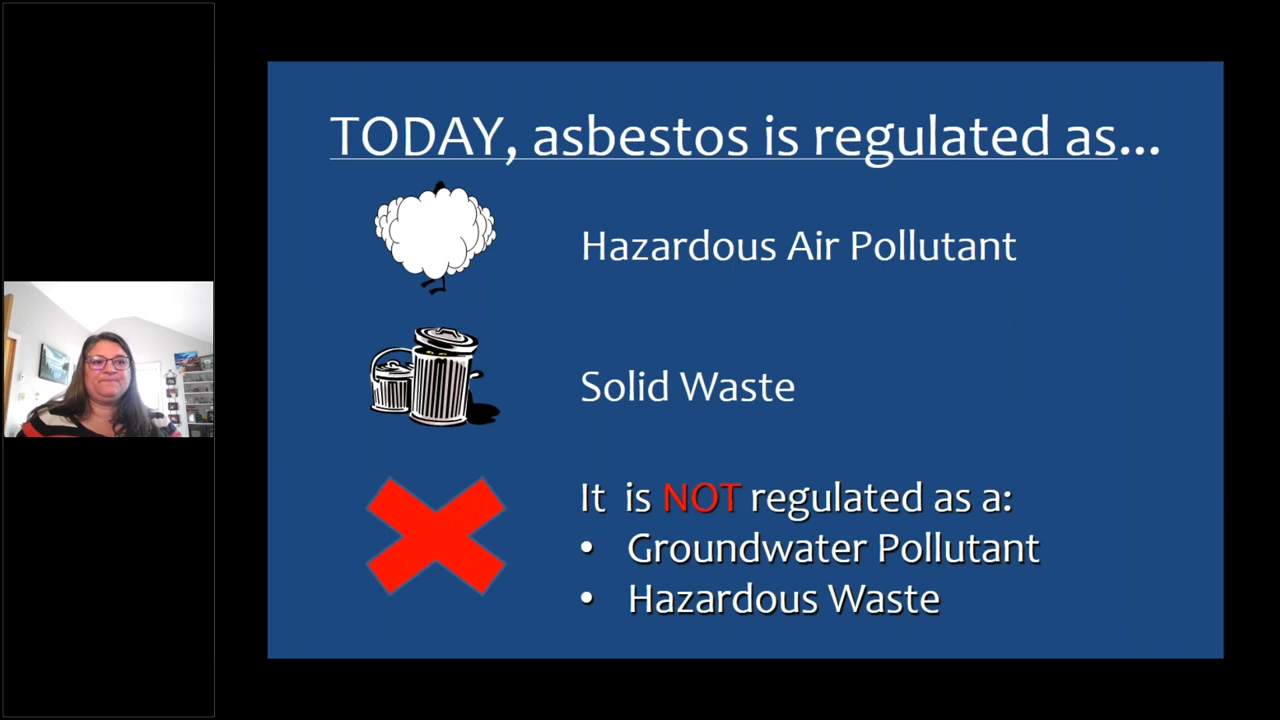 TODAY, asbestos is regulated as...
Hazardous Air Pollutant
Solid Waste
It is NOT regulated as a:
• Groundwater Pollutant
• Hazardous Waste